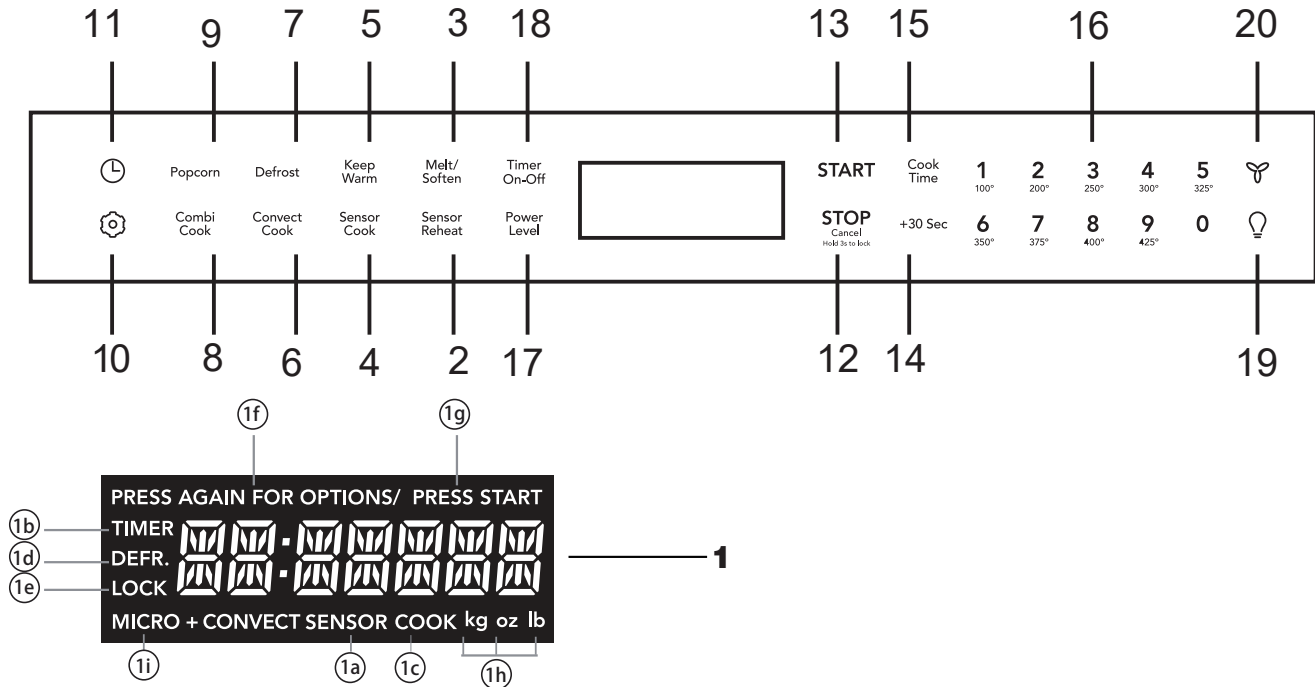 11 9 7 5 3 18 13 15 16 20
Popcorn
Defrost
Keep
Warm
Melt/
Soften
Timer
On-Off
START
Cook
Time
1
100°
2
200°
3
250°
4
300°
5
325°
Combi
Cook
Convect
Cook
Sensor
Cook
Sensor
Reheat
Power
Level
STOP
Cancel
Hold 3s to lock
+30 Sec
6
350°
7
375°
8
400°
9
425°
0
10 8 6 4 2 17 12 14 19
1f 1g
PRESS AGAIN FOR OPTIONS/ PRESS START
1b TIMER
1d DEFR.
1e LOCK
1
MICRO + CONVECT SENSOR COOK kg oz lb
1i 1a 1c 1h